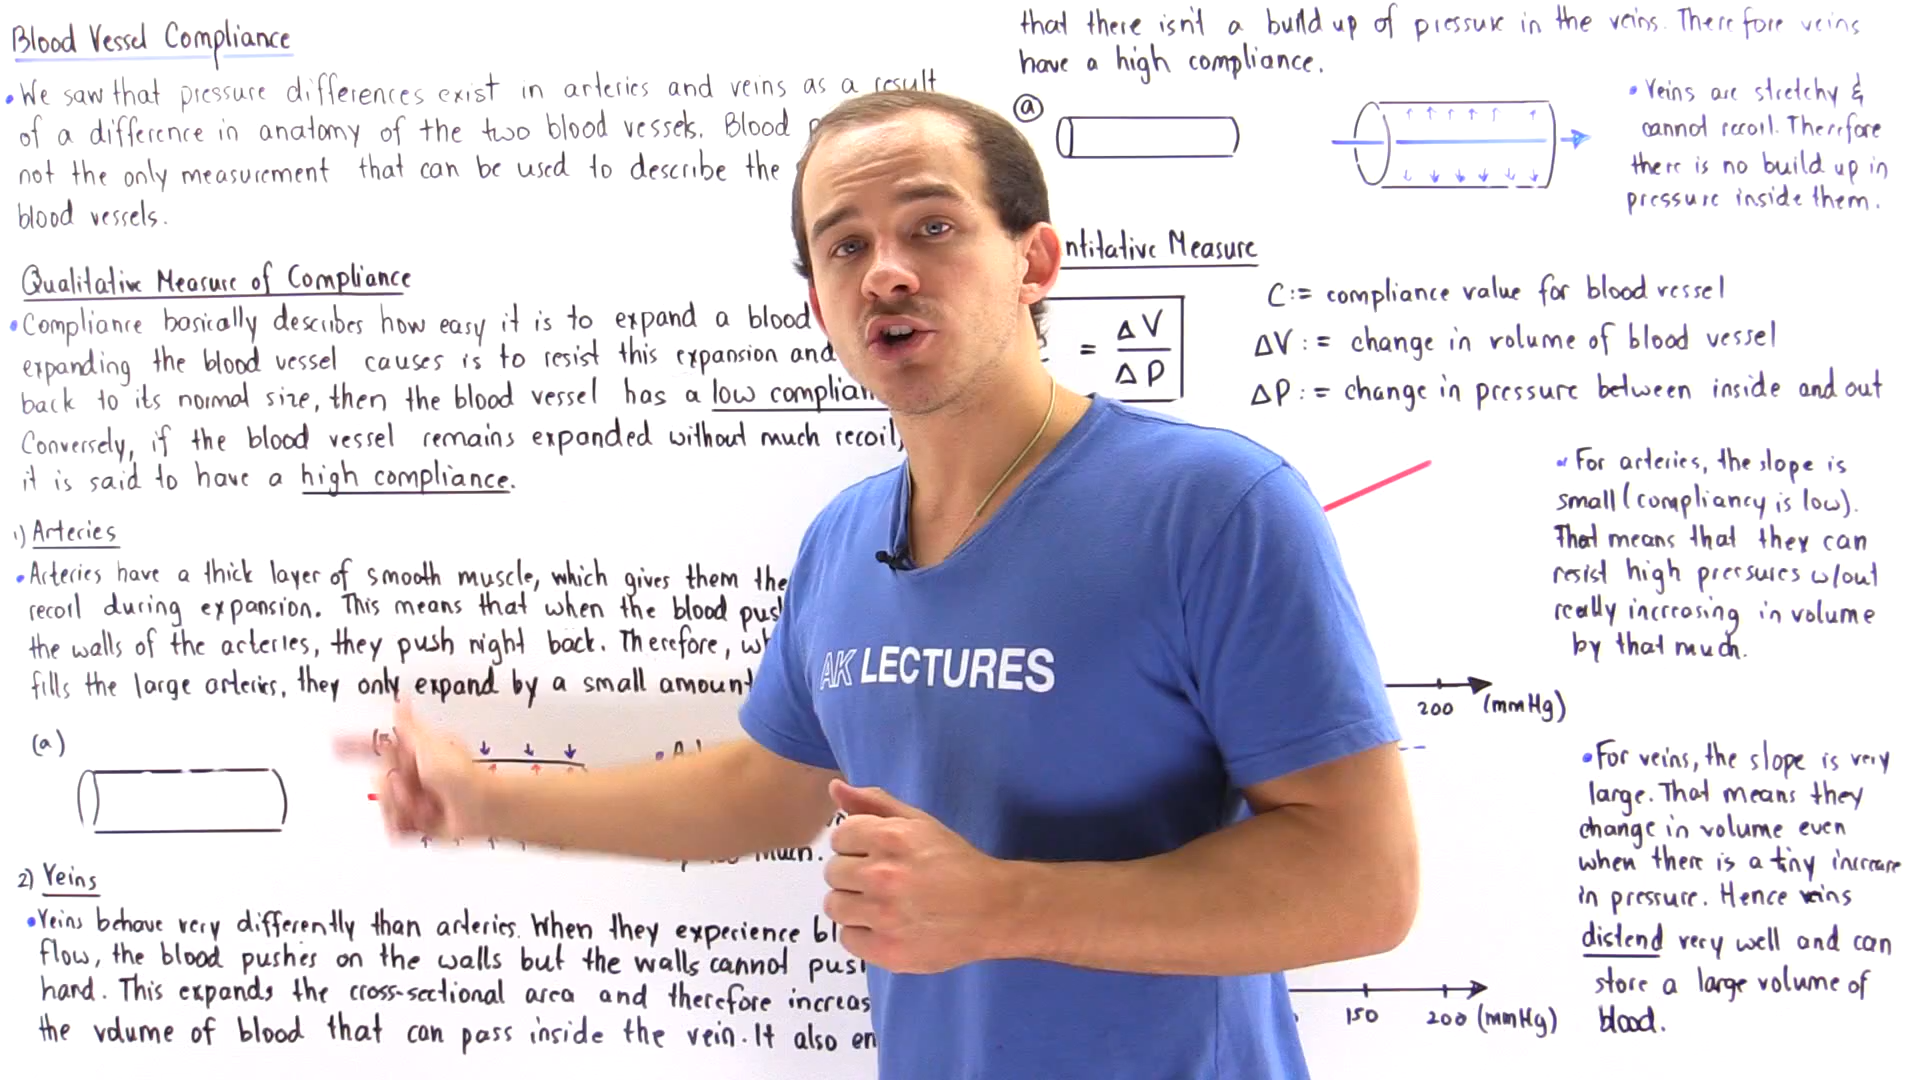 Blood Vessel Compliance
• We saw that pressure differences exist in arteries and veins as a result
of a difference in anatomy of the two blood vessels. Blood
not the only measurement that can be used to describe the
blood vessels.
Qualitative Measure of Compliance
• Compliance basically describes how easy it is to expand a blood
expanding the blood vessel causes is to resist this expansion and
back to its normal size, then the blood vessel has a low complian
Conversely, if the blood vessel remains expanded without much recoil,
it is said to have a high compliance.
1) Arteries
• Arteries have a thick layer of smooth muscle, which gives them the
recoil during expansion. This means that when the blood pus
the walls of the arteries, they push right back. Therefore, wh
fills the large arteries, they only expand by a small amount
(a)
(B)
much.
2) Veins
• Veins behave very differently than arteries. When they experience bl
flow, the blood pushes on the walls but the walls cannot pus
hand. This expands the cross-sectional area and therefore increas
the volume of blood that can pass inside the vein. It also en
that there isn't a build up of pressure in the veins. Therefore veins
have a high compliance.
(a)
• Veins are stretchy &
cannot recoil. Therefore
there is no build up in
pressure inside them.
ntitative Measure
= ΔV
ΔP
C := compliance value for blood vessel
ΔV := change in volume of blood vessel
ΔP := change in pressure between inside and out
• For arteries, the slope is
small (compliancy is low).
That means that they can
resist high pressures w/out
really increasing in volume
by that much.
200 (mmHg)
• For veins, the slope is very
large. That means they
change in volume even
when there is a tiny increase
in pressure. Hence veins
distend very well and can
store a large volume of
blood.
150 200 (mmHg)
AK LECTURES